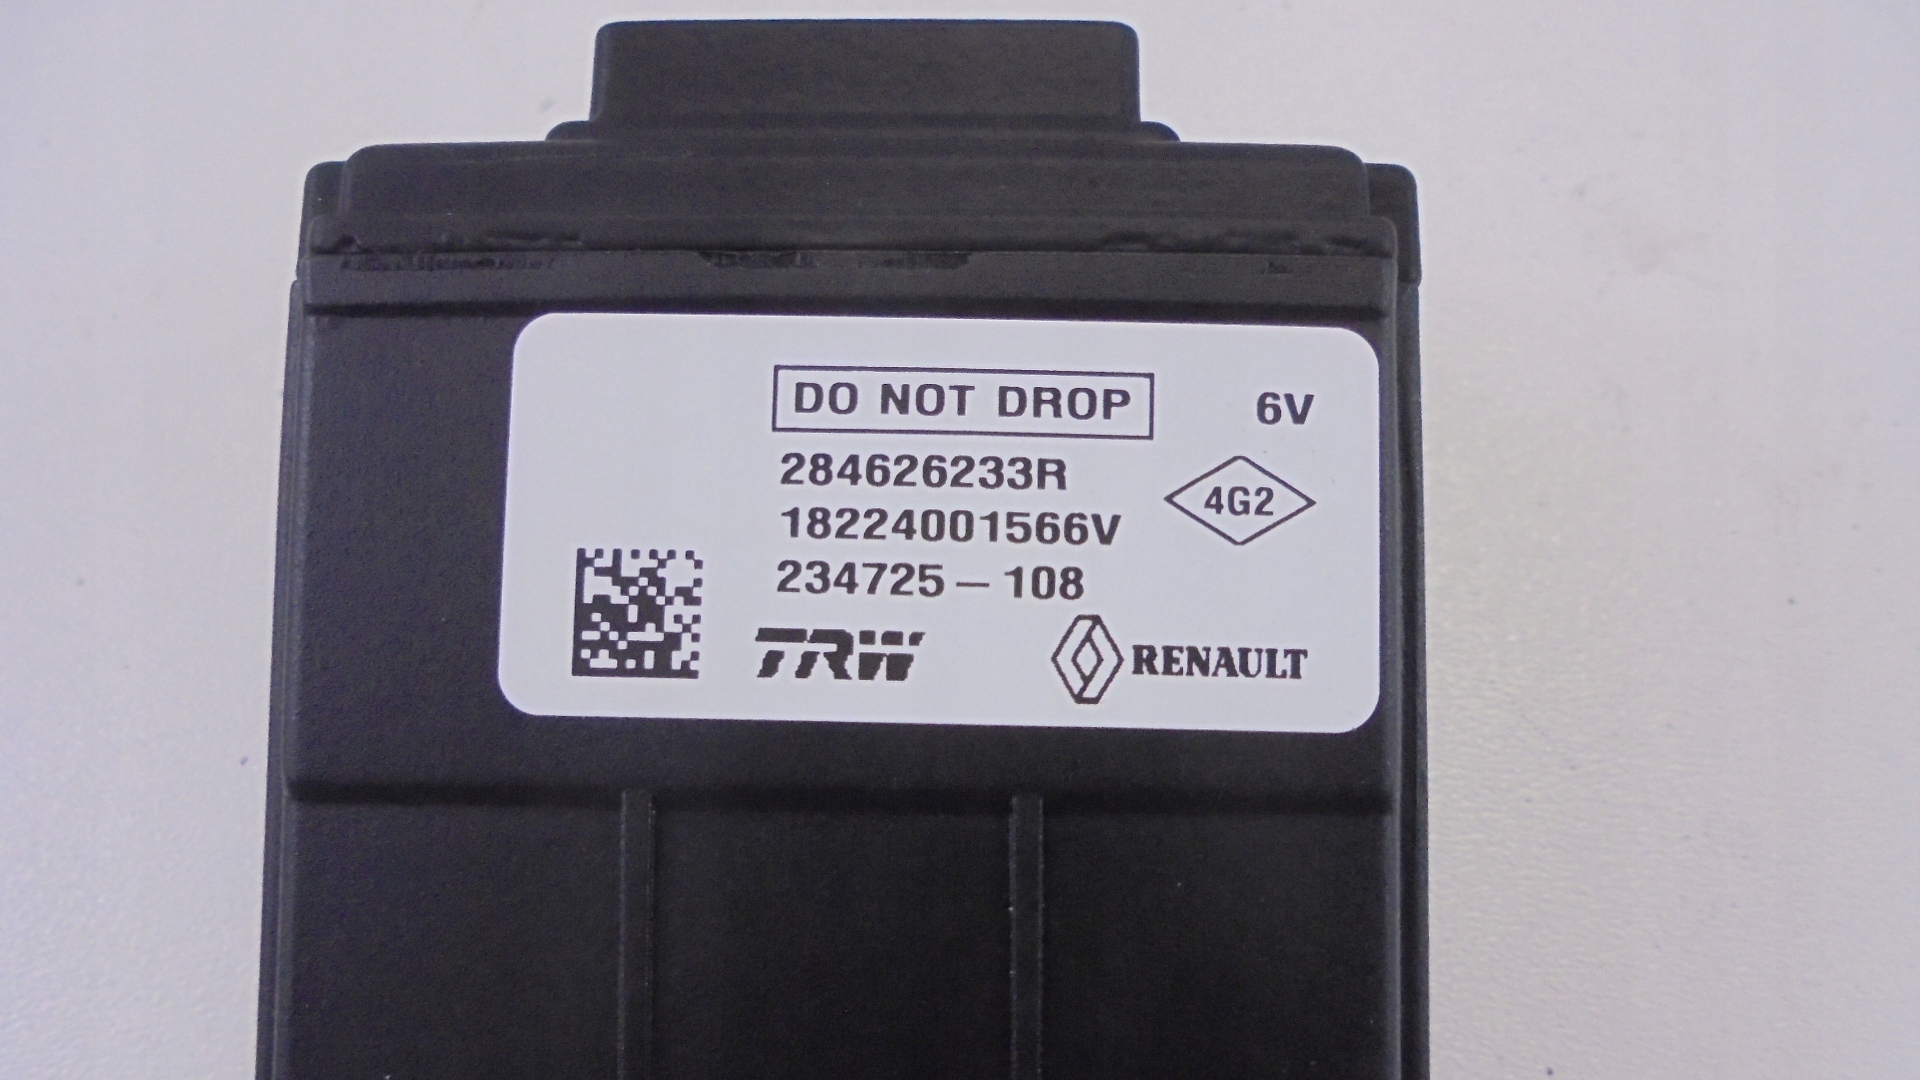 DO NOT DROP 6V
284626233R
4G2
18224001566V
234725-108
TRW RENAULT